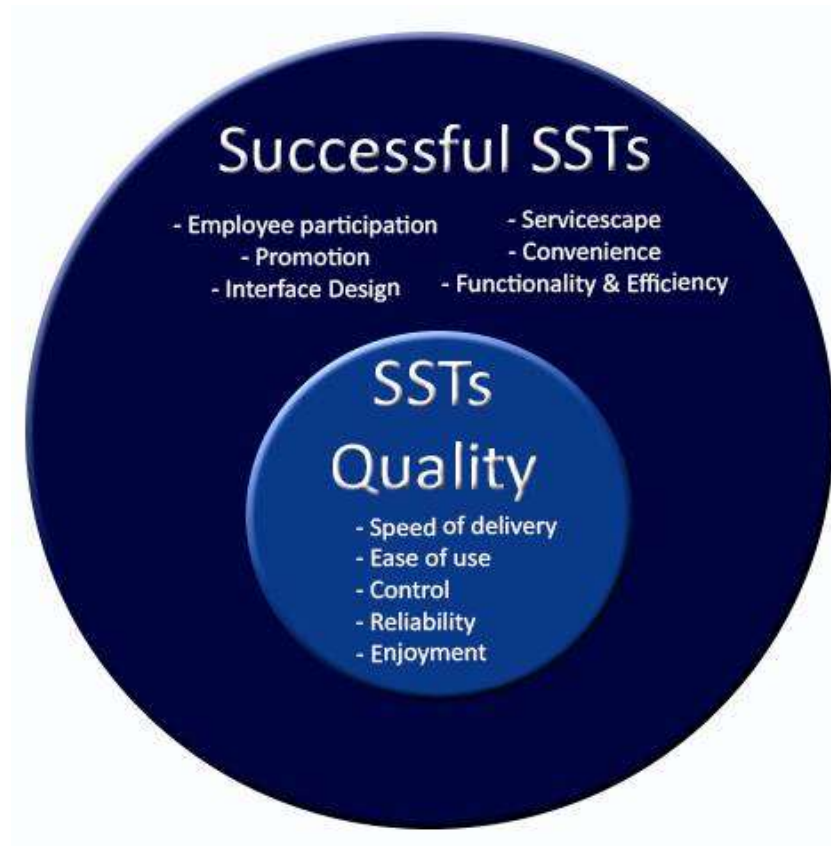 Successful SSTs
- Employee participation
- Promotion
- Interface Design
- Servicescape
- Convenience
- Functionality & Efficiency
SSTs
Quality
- Speed of delivery
- Ease of use
- Control
- Reliability
- Enjoyment